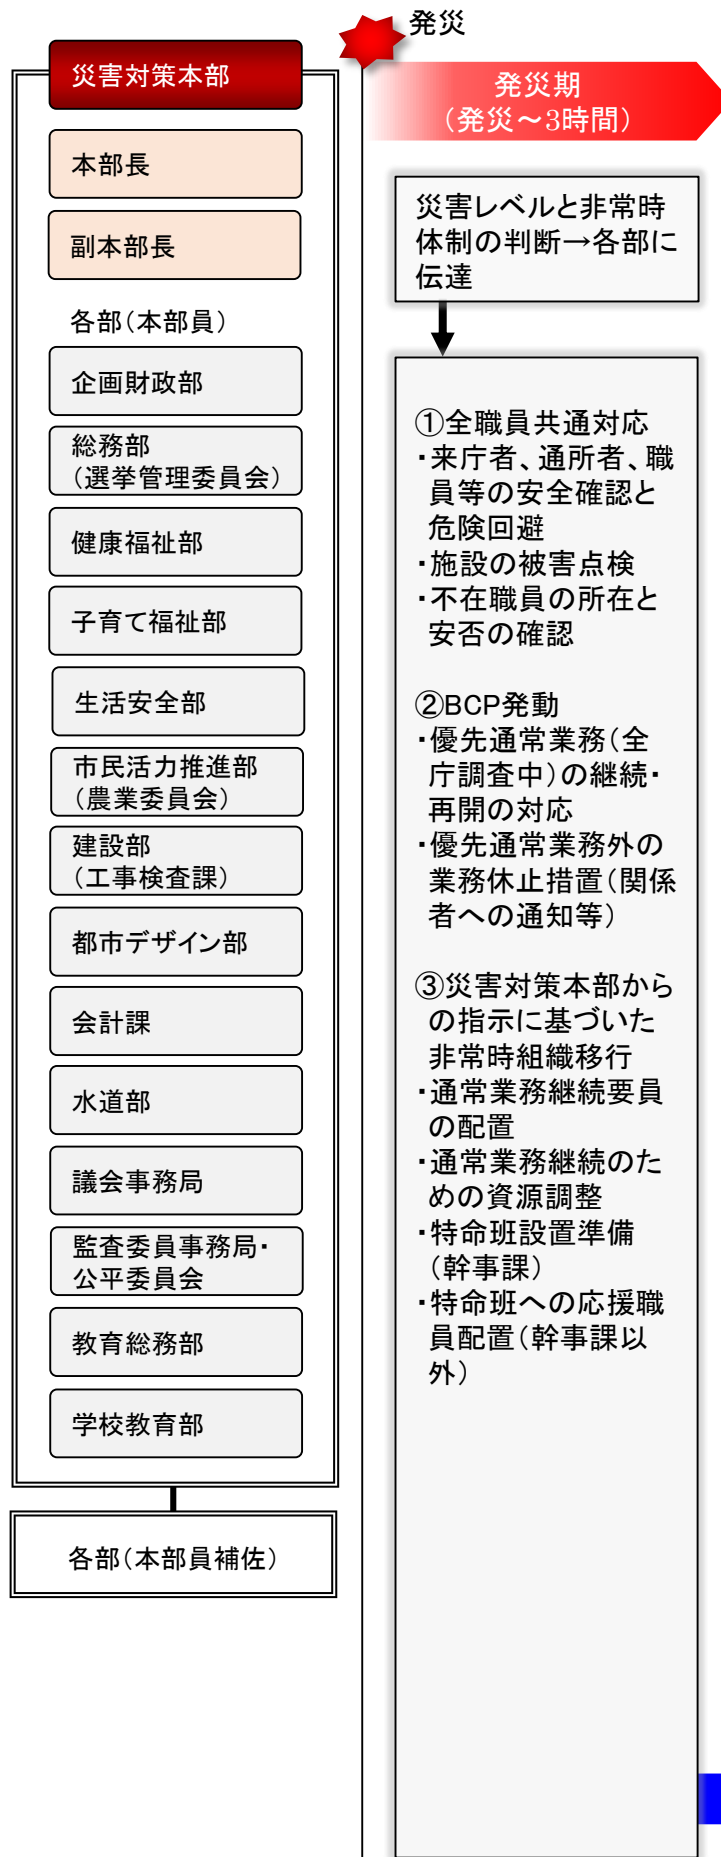 災害対策本部
本部長
副本部長
各部（本部員）
企画財政部
総務部
（選挙管理委員会）
健康福祉部
子育て福祉部
生活安全部
市民活力推進部
（農業委員会）
建設部
（工事検査課）
都市デザイン部
会計課
水道部
議会事務局
監査委員事務局・
公平委員会
教育総務部
学校教育部
各部（本部員補佐）
発災
発災期
（発災～3時間）
災害レベルと非常時
体制の判断→各部に
伝達
①全職員共通対応
・来庁者、通所者、職
員等の安全確認と
危険回避
・施設の被害点検
・不在職員の所在と
安否の確認
②BCP発動
・優先通常業務（全
庁調査中）の継続・
再開の対応
・優先通常業務外の
業務休止措置（関係
者への通知等）
③災害対策本部から
の指示に基づいた
非常時組織移行
・通常業務継続要員
の配置
・通常業務継続のた
めの資源調整
・特命班設置準備
（幹事課）
・特命班への応援職
員配置（幹事課以
外）